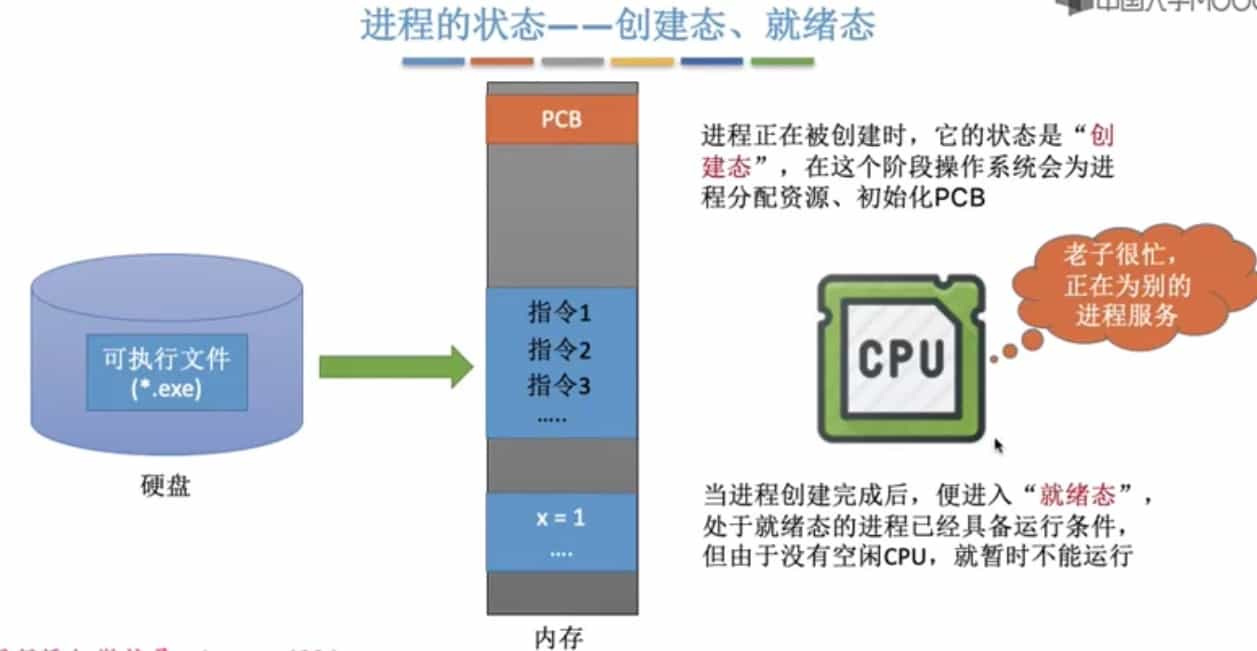 中国大学MOOC
进程的状态——创建态、就绪态
PCB
进程正在被创建时，它的状态是“创
建态”，在这个阶段操作系统会为进
程分配资源、初始化PCB
老子很忙，
正在为别的
进程服务
CPU
可执行文件
(*.exe)
硬盘
指令1
指令2
指令3
.....
x = 1
....
内存
当进程创建完成后，便进入“就绪态”，
处于就绪态的进程已经具备运行条件，
但由于没有空闲CPU，就暂时不能运行